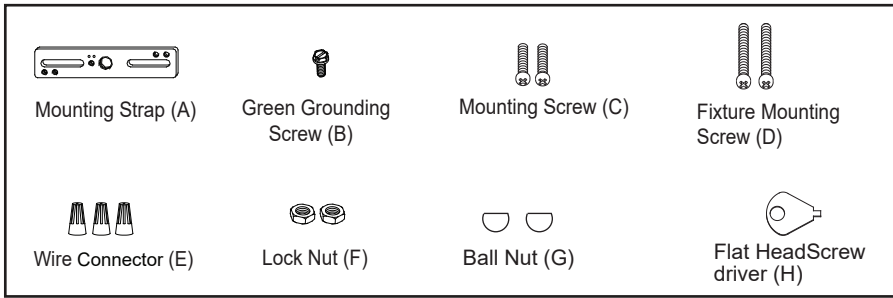 Mounting Strap (A)
Green Grounding
Screw (B)
Mounting Screw (C)
Fixture Mounting
Screw (D)
Wire Connector (E)
Lock Nut (F)
Ball Nut (G)
Flat HeadScrew
driver (H)